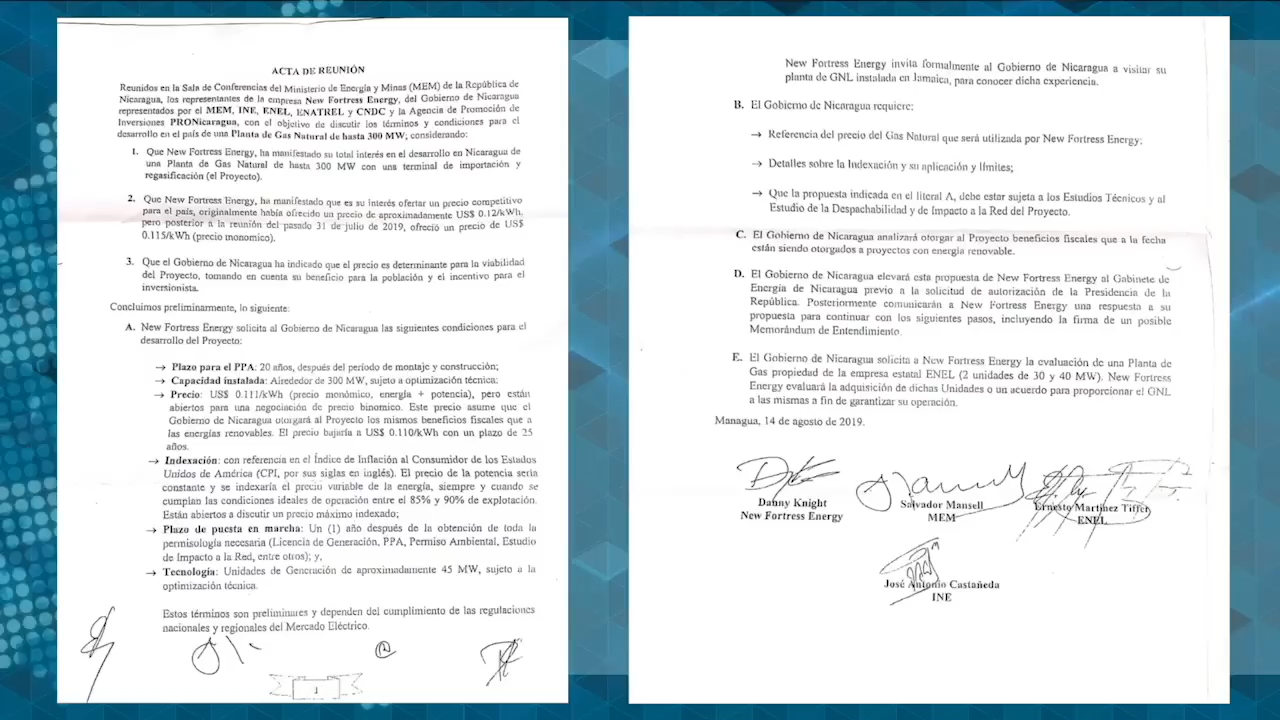 ACTA DE REUNIÓN
Reunidos en la Sala de Conferencias del Ministerio de Energía y Minas (MEM) de la República de
Nicaragua, los representantes de la empresa New Fortress Energy, del Gobierno de Nicaragua
representados por el MEM, INE, ENEL, ENATREL y CNDC y la Agencia de Promoción de
Inversiones PRONicaragua, con el objetivo de discutir los términos y condiciones para el
desarrollo en el país de una Planta de Gas Natural de hasta 300 MW; considerando:
1. Que New Fortress Energy, ha manifestado su total interés en el desarrollo en Nicaragua de
una Planta de Gas Natural de hasta 300 MW con una terminal de importación y
regasificación (el Proyecto).
2. Que New Fortress Energy, ha manifestado que es su interés ofertar un precio competitivo
para el país, originalmente había ofrecido un precio de aproximadamente US$ 0.12/kWh,
pero posterior a la reunión del pasado 31 de julio de 2019, ofreció un precio de US$
0.115/kWh (precio monomico).
3. Que el Gobierno de Nicaragua ha indicado que el precio es determinante para la viabilidad
del Proyecto, tomando en cuenta su beneficio para la población y el incentivo para el
inversionista.
Concluimos preliminarmente, lo siguiente:
A. New Fortress Energy solicita al Gobierno de Nicaragua las siguientes condiciones para el
desarrollo del Proyecto:
→ Plazo para el PPA: 20 años, después del período de montaje y construcción;
→ Capacidad instalada: Alrededor de 300 MW, sujeto a optimización técnica;
→ Precio: US$ 0.111/kWh (precio monómico, energía + potencia), pero están
abiertos para una negociación de precio binomico. Este precio asume que el
Gobierno de Nicaragua otorgará al Proyecto los mismos beneficios fiscales que a
las energías renovables. El precio bajaría a US$ 0.110/kWh con un plazo de 25
años.
→ Indexación: con referencia en el Índice de Inflación al Consumidor de los Estados
Unidos de América (CPI, por sus siglas en inglés). El precio de la potencia sería
constante y se indexaría el precio variable de la energía, siempre y cuando se
cumplan las condiciones ideales de operación entre el 85% y 90% de explotación.
Están abiertos a discutir un precio máximo indexado;
→ Plazo de puesta en marcha: Un (1) año después de la obtención de toda la
permisología necesaria (Licencia de Generación, PPA, Permiso Ambiental, Estudio
de Impacto a la Red, entre otros); y,
→ Tecnología: Unidades de Generación de aproximadamente 45 MW, sujeto a la
optimización técnica.
Estos términos son preliminares y dependen del cumplimiento de las regulaciones
nacionales y regionales del Mercado Eléctrico.
1
New Fortress Energy invita formalmente al Gobierno de Nicaragua a visitar su
planta de GNL instalada en Jamaica, para conocer dicha experiencia.
B. El Gobierno de Nicaragua requiere:
→ Referencia del precio del Gas Natural que será utilizada por New Fortress Energy;
→ Detalles sobre la Indexación y su aplicación y límites;
→ Que la propuesta indicada en el literal A, debe estar sujeta a los Estudios Técnicos y al
Estudio de la Despachabilidad y de Impacto a la Red del Proyecto.
C. El Gobierno de Nicaragua analizará otorgar al Proyecto beneficios fiscales que a la fecha
están siendo otorgados a proyectos con energía renovable.
D. El Gobierno de Nicaragua elevará esta propuesta de New Fortress Energy al Gabinete de
Energía de Nicaragua previo a la solicitud de autorización de la Presidencia de la
República. Posteriormente comunicarán a New Fortress Energy una respuesta a su
propuesta para continuar con los siguientes pasos, incluyendo la firma de un posible
Memorándum de Entendimiento.
E. El Gobierno de Nicaragua solicita a New Fortress Energy la evaluación de una Planta de
Gas propiedad de la empresa estatal ENEL (2 unidades de 30 y 40 MW). New Fortress
Energy evaluará la adquisición de dichas Unidades o un acuerdo para proporcionar el GNL
a las mismas a fin de garantizar su operación.
Managua, 14 de agosto de 2019.
Danny Knight
New Fortress Energy
Salvador Mansell
MEM
Ernesto Martínez Tiffer
ENEL
José Antonio Castañeda
INE